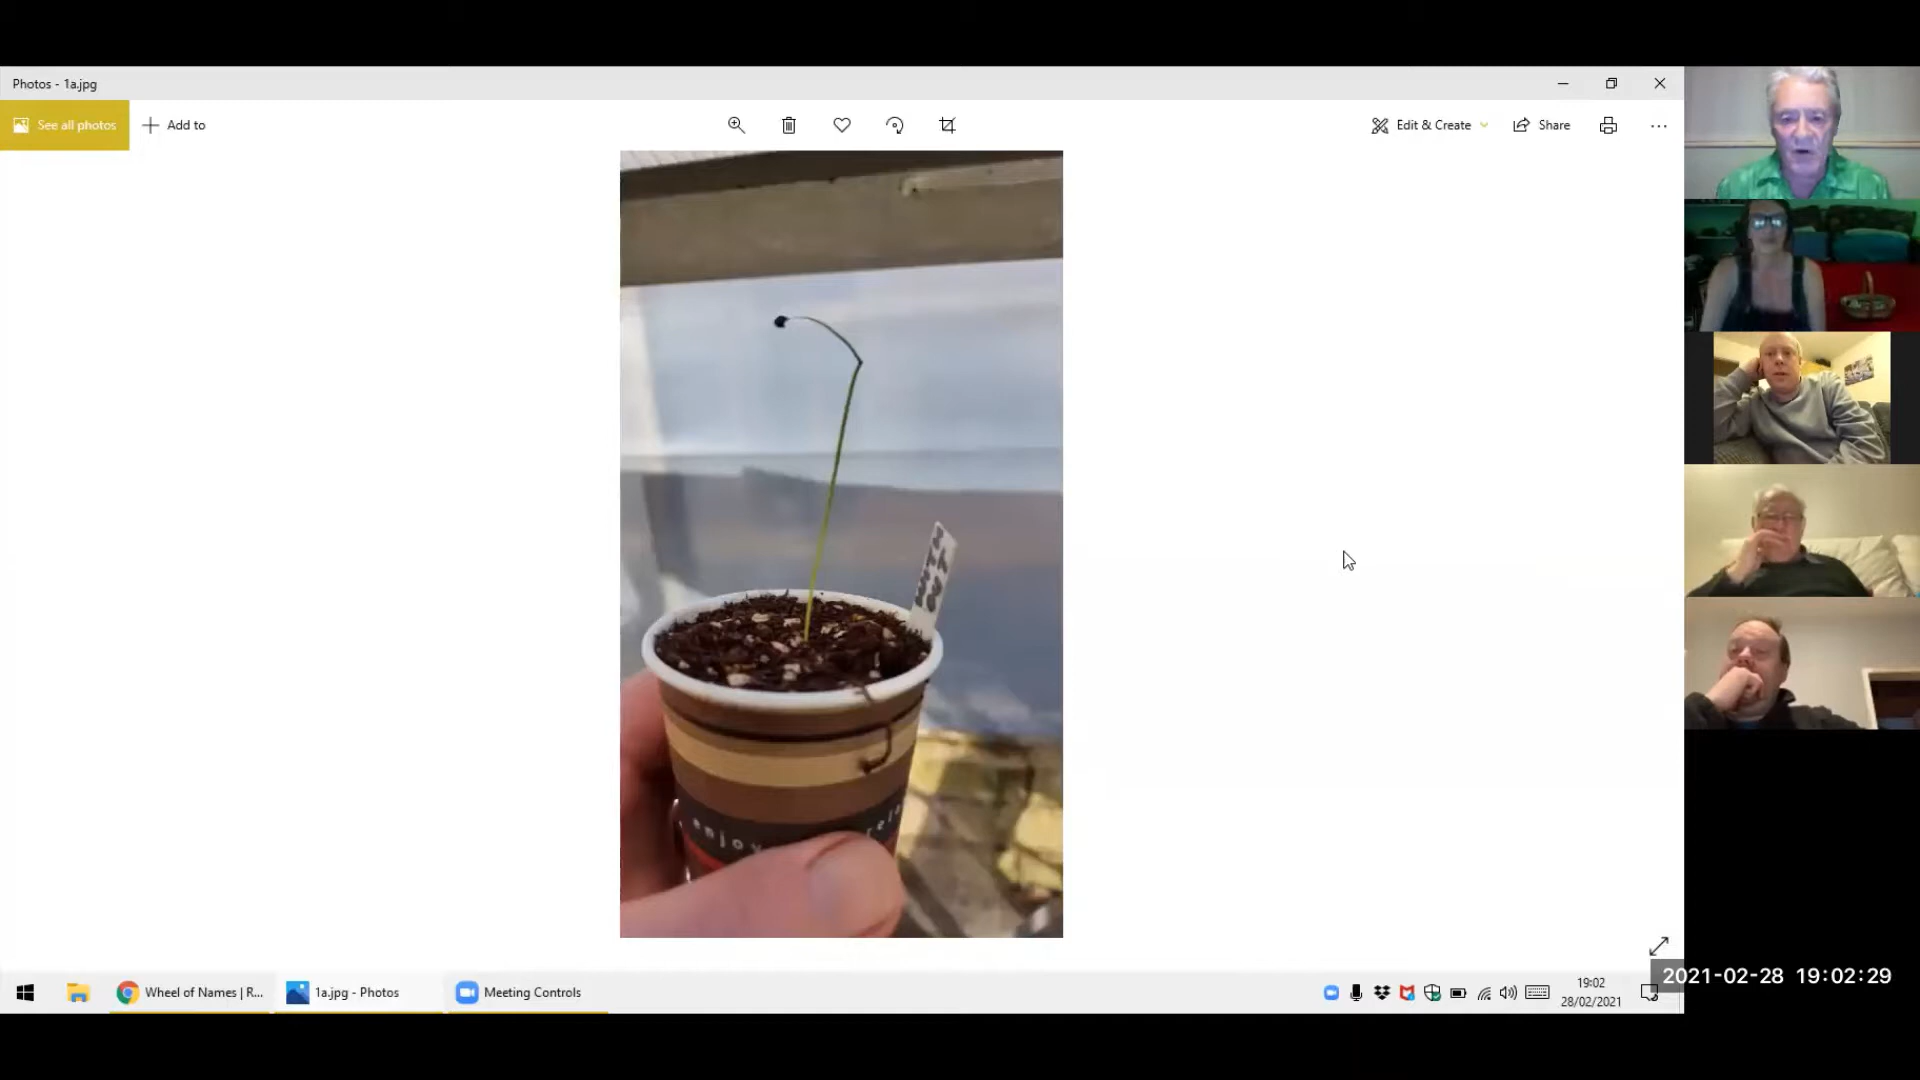 Photos - 1a.jpg
See all photos
Add to
Edit & Create
Share
enjoy
Wheel of Names | R...
1a.jpg - Photos
Meeting Controls
19:02
28/02/2021
2021-02-28 19:02:29